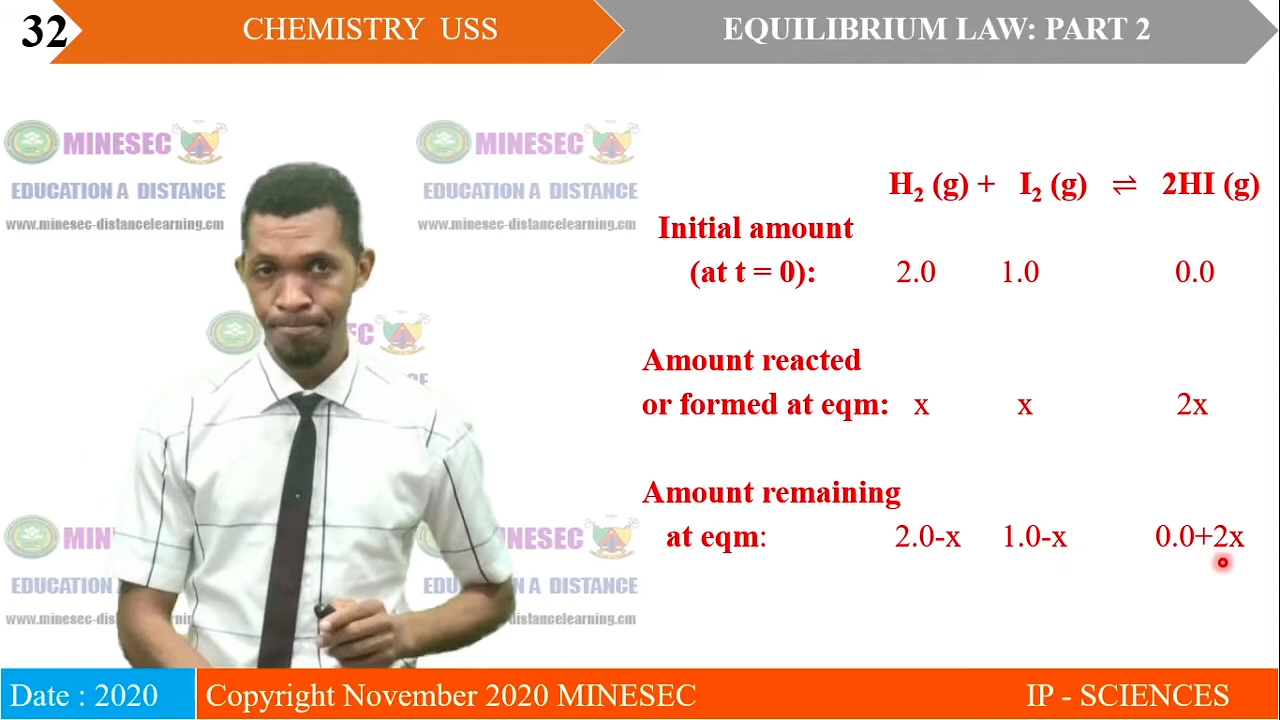 32
CHEMISTRY USS
EQUILIBRIUM LAW: PART 2
MINESEC
EDUCATION A DISTANCE
www.minesec-distancelearning.cm
MINESEC
EDUCATION A DISTANCE
www.minesec-distancelearning.cm
H₂ (g) + I₂ (g) ⇌ 2HI (g)
Initial amount
(at t = 0): 2.0 1.0 0.0
Amount reacted
or formed at eqm: x x 2x
Amount remaining
at eqm: 2.0-x 1.0-x 0.0+2x
Date : 2020
Copyright November 2020 MINESEC
IP - SCIENCES